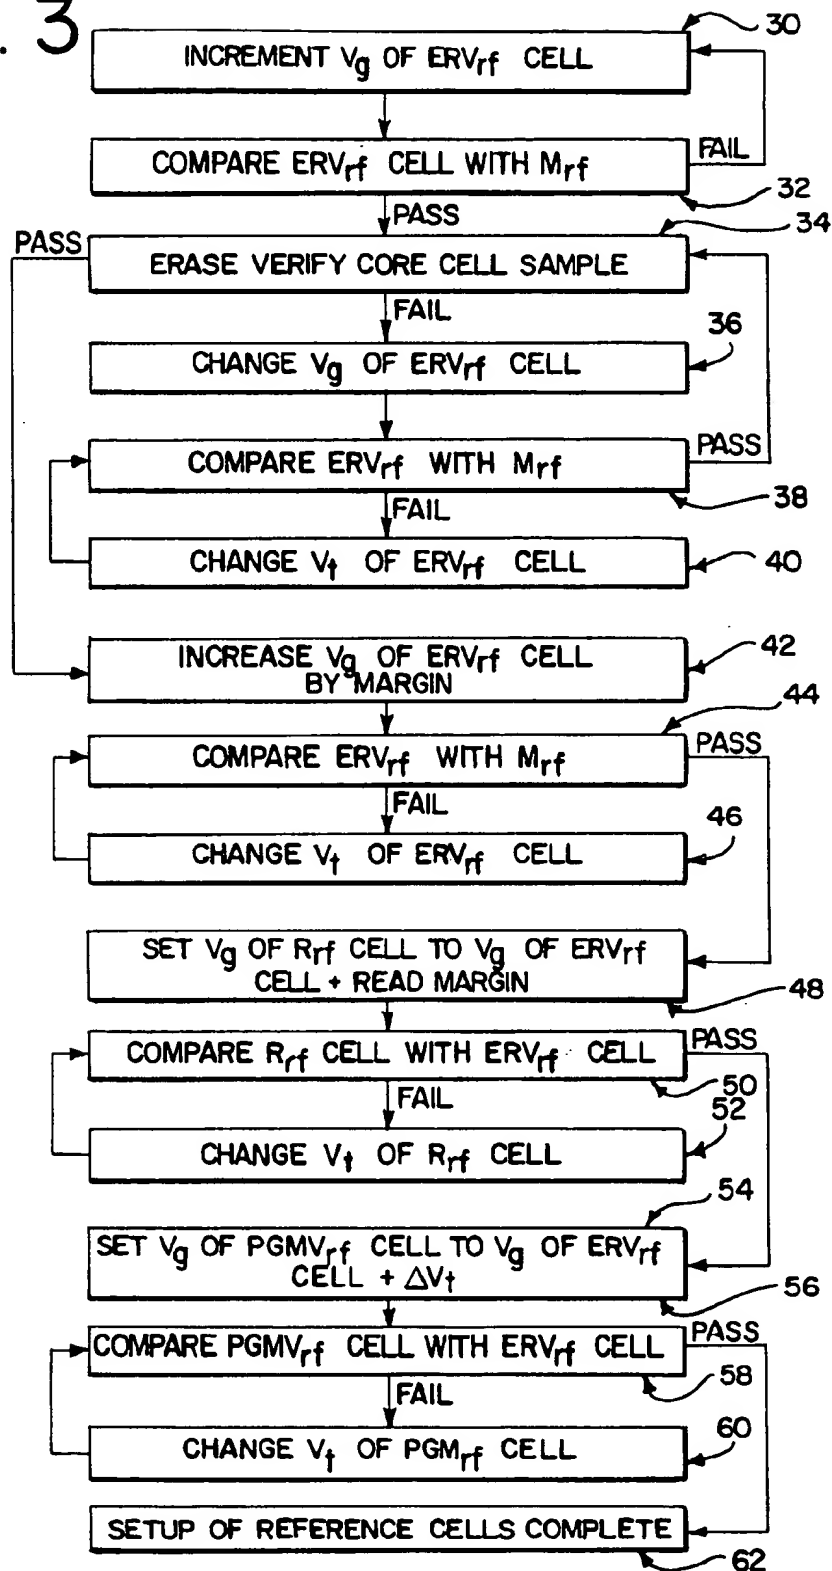 . 3
30
INCREMENT Vg OF ERVrf CELL
COMPARE ERVrf CELL WITH Mrf
FAIL
32
PASS
34
PASS
ERASE VERIFY CORE CELL SAMPLE
FAIL
36
CHANGE Vg OF ERVrf CELL
COMPARE ERVrf WITH Mrf
PASS
38
FAIL
CHANGE Vt OF ERVrf CELL
40
INCREASE Vg OF ERVrf CELL
BY MARGIN
42
44
COMPARE ERVrf WITH Mrf
PASS
FAIL
46
CHANGE Vt OF ERVrf CELL
SET Vg OF Rrf CELL TO Vg OF ERVrf
CELL + READ MARGIN
48
COMPARE Rrf CELL WITH ERVrf CELL
PASS
50
FAIL
52
CHANGE Vt OF Rrf CELL
54
SET Vg OF PGMVrf CELL TO Vg OF ERVrf
CELL + ΔVt
56
COMPARE PGMVrf CELL WITH ERVrf CELL
PASS
58
FAIL
60
CHANGE Vt OF PGMrf CELL
SETUP OF REFERENCE CELLS COMPLETE
62